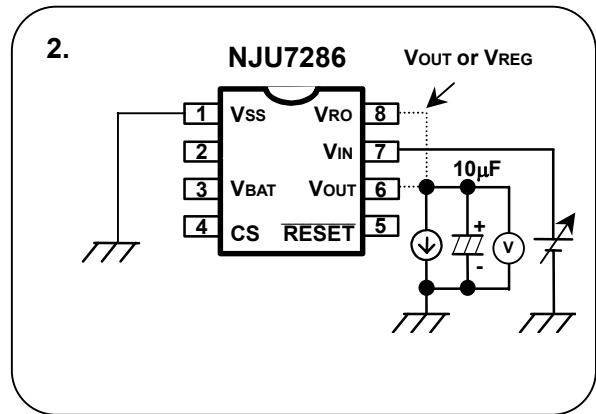 2.
NJU7286
VOUT or VREG
1 VSS VRO 8
2 VIN 7
10μF
3 VBAT VOUT 6
4 CS RESET 5
+
-
V